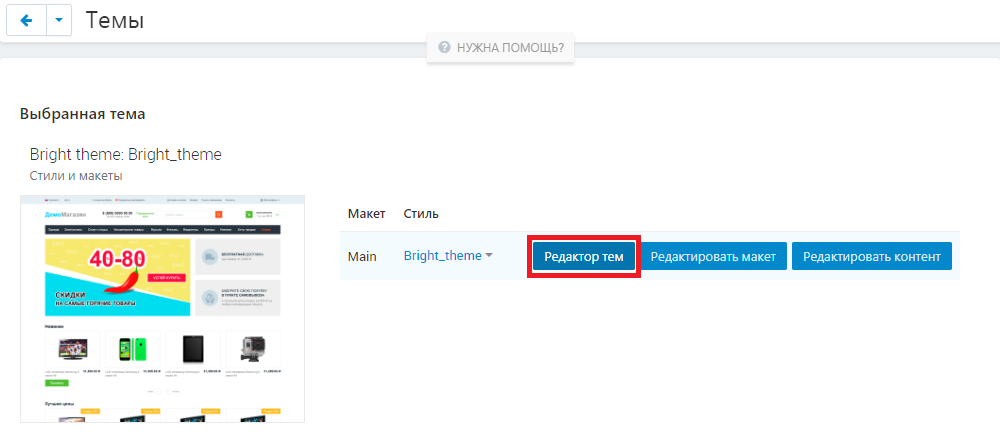 Темы
НУЖНА ПОМОЩЬ?
Выбранная тема
Bright theme: Bright_theme
Стили и макеты
ДемоМагазин
40-80
СКИДКИ
НА САМЫЕ ГОРЯЧИЕ ТОВАРЫ
Новинки
Лучшие цены
Макет Стиль
Main Bright_theme Редактор тем Редактировать макет Редактировать контент